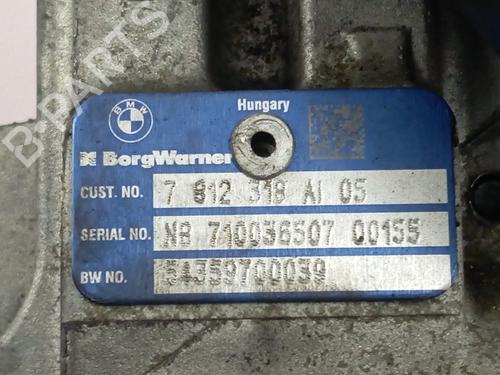 B-PARTS
BMW
Hungary
BorgWarner
CUST. NO. 7 812 318 AI 05
SERIAL NO. NB 710036507 00155
BW NO. 54359700039